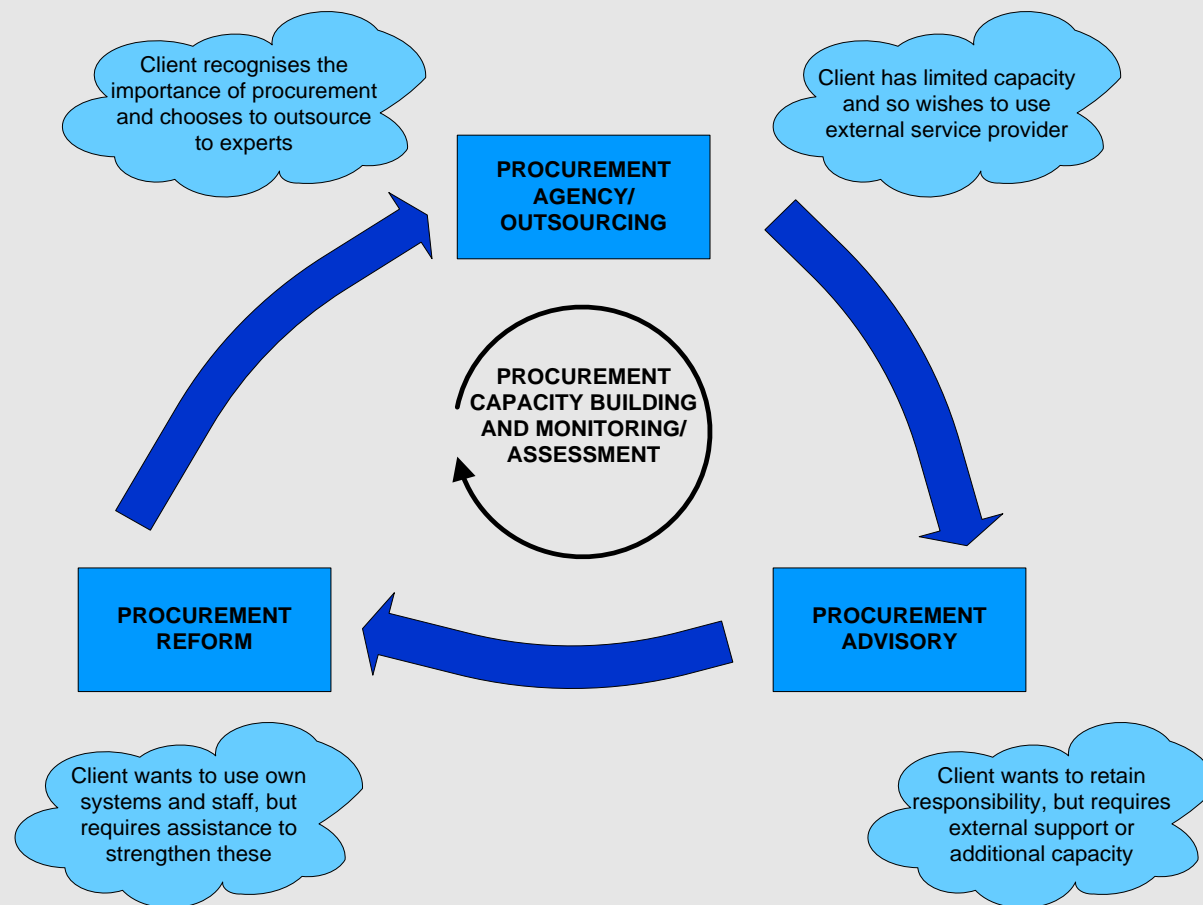 Client recognises the
importance of procurement
and chooses to outsource
to experts
Client has limited capacity
and so wishes to use
external service provider
PROCUREMENT
AGENCY/
OUTSOURCING
PROCUREMENT
CAPACITY BUILDING
AND MONITORING/
ASSESSMENT
PROCUREMENT
REFORM
PROCUREMENT
ADVISORY
Client wants to use own
systems and staff, but
requires assistance to
strengthen these
Client wants to retain
responsibility, but requires
external support or
additional capacity